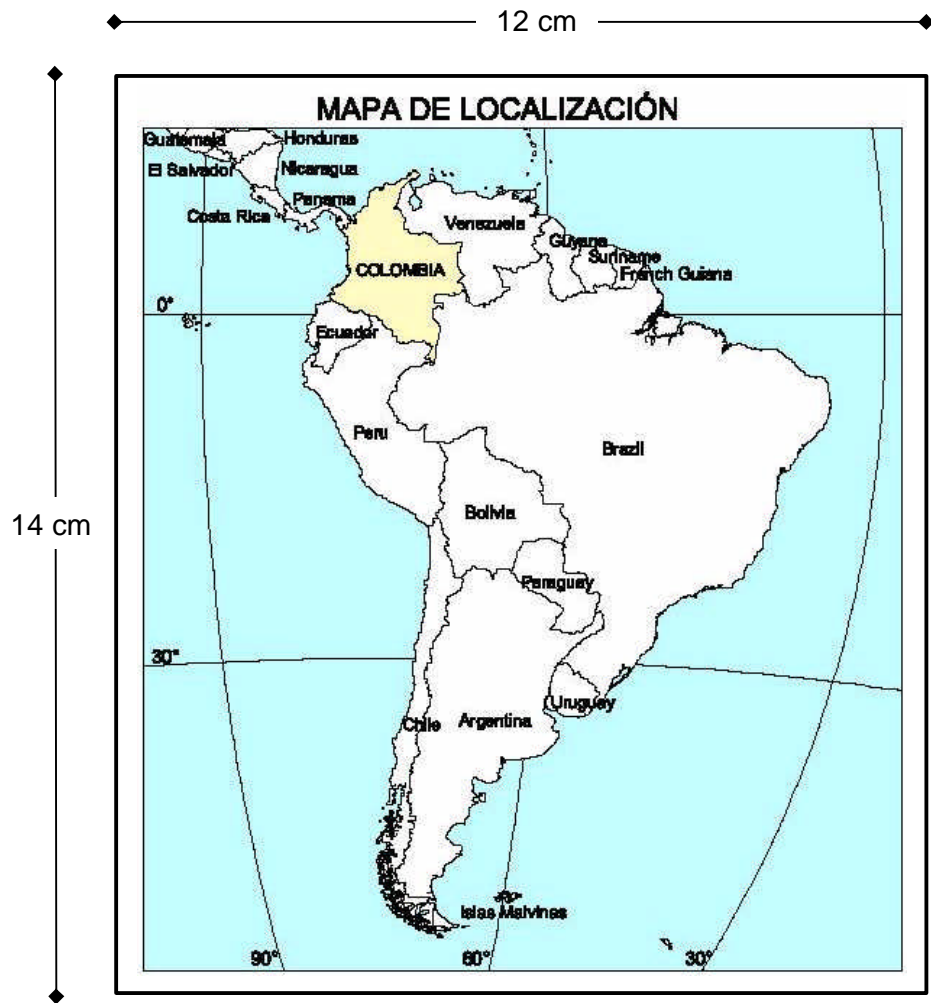 12 cm
14 cm
MAPA DE LOCALIZACIÓN
Guatemala
Honduras
El Salvador
Nicaragua
Panama
Costa Rica
Venezuela
Guyana
Suriname
French Guiana
COLOMBIA
0°
Ecuador
Peru
Brazil
Bolivia
Paraguay
30°
Uruguay
Chile
Argentina
Islas Malvinas
90°
60°
30°